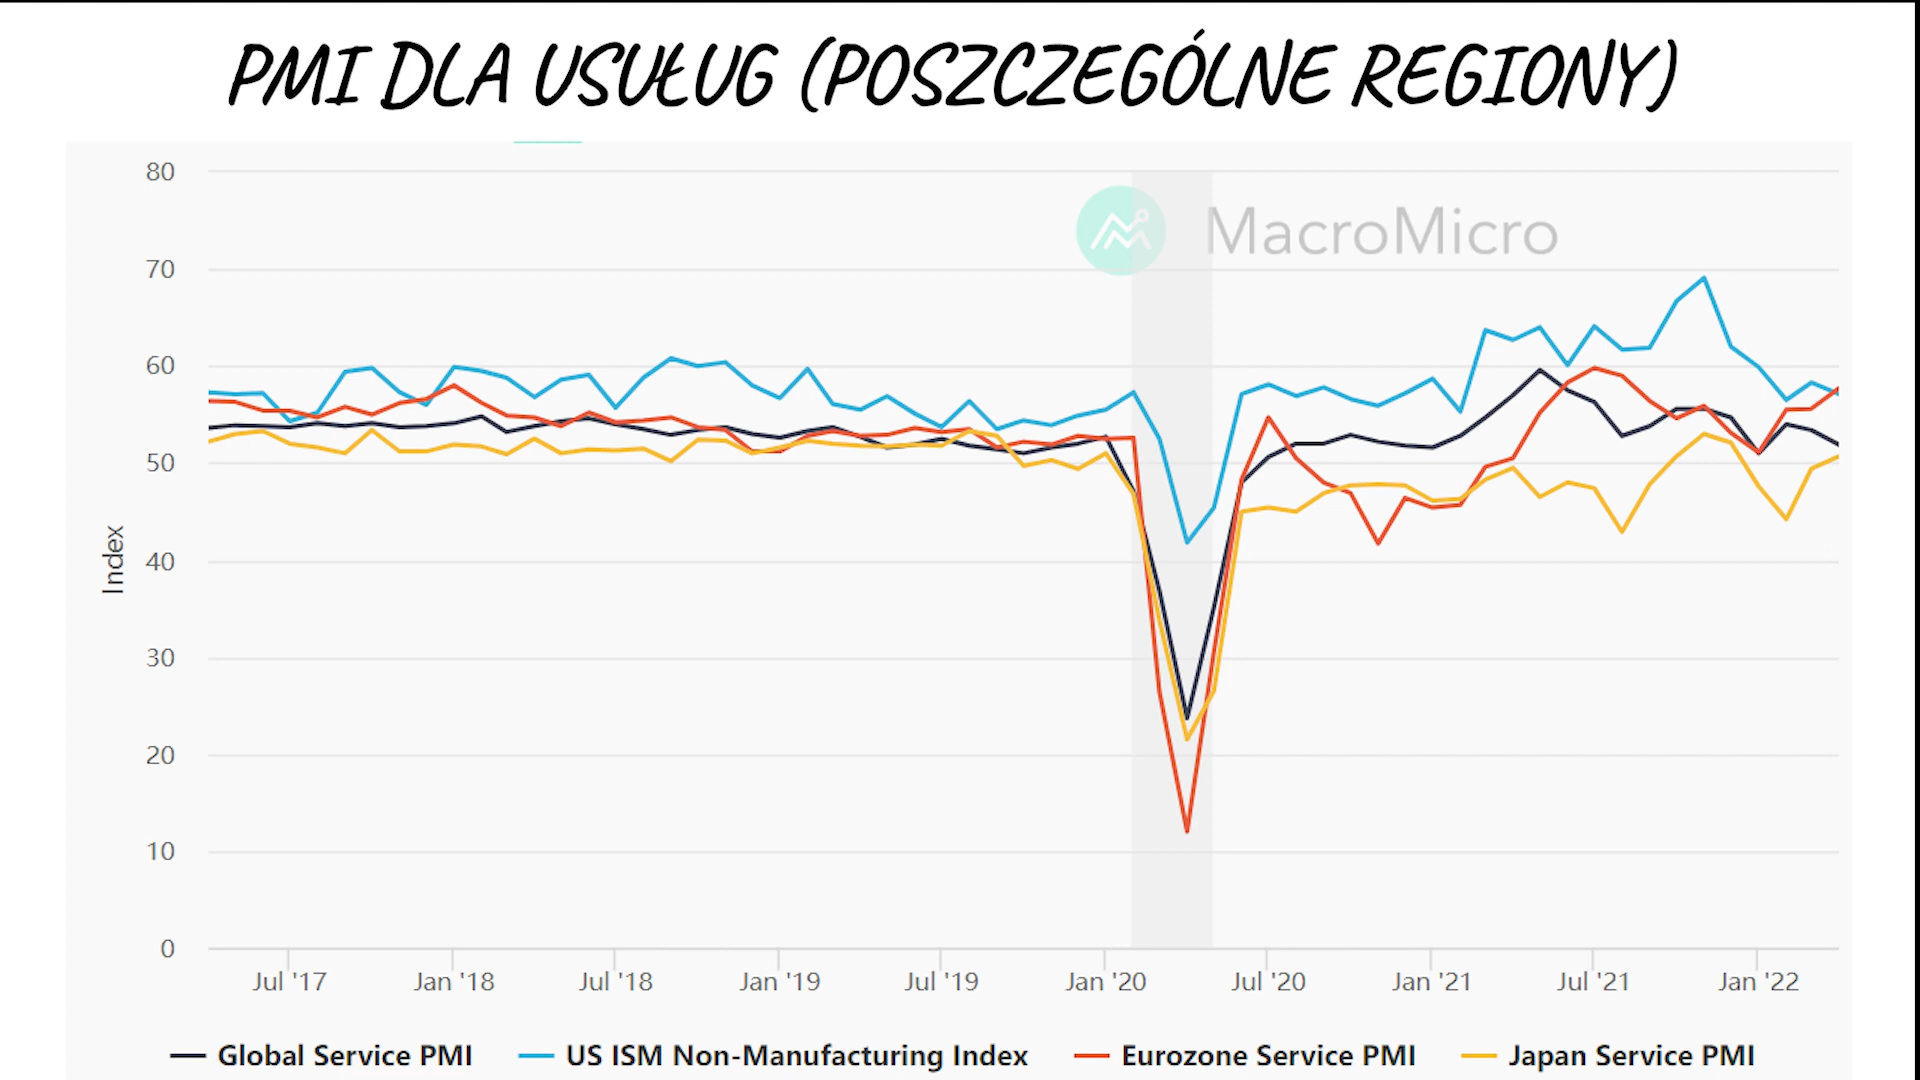 PMI DLA USUŁUG (POSZCZEGÓLNE REGIONY)
MacroMicro
80
70
60
50
40
30
20
10
0
Index
Jul '17 Jan '18 Jul '18 Jan '19 Jul '19 Jan '20 Jul '20 Jan '21 Jul '21 Jan '22
Global Service PMI US ISM Non-Manufacturing Index Eurozone Service PMI Japan Service PMI